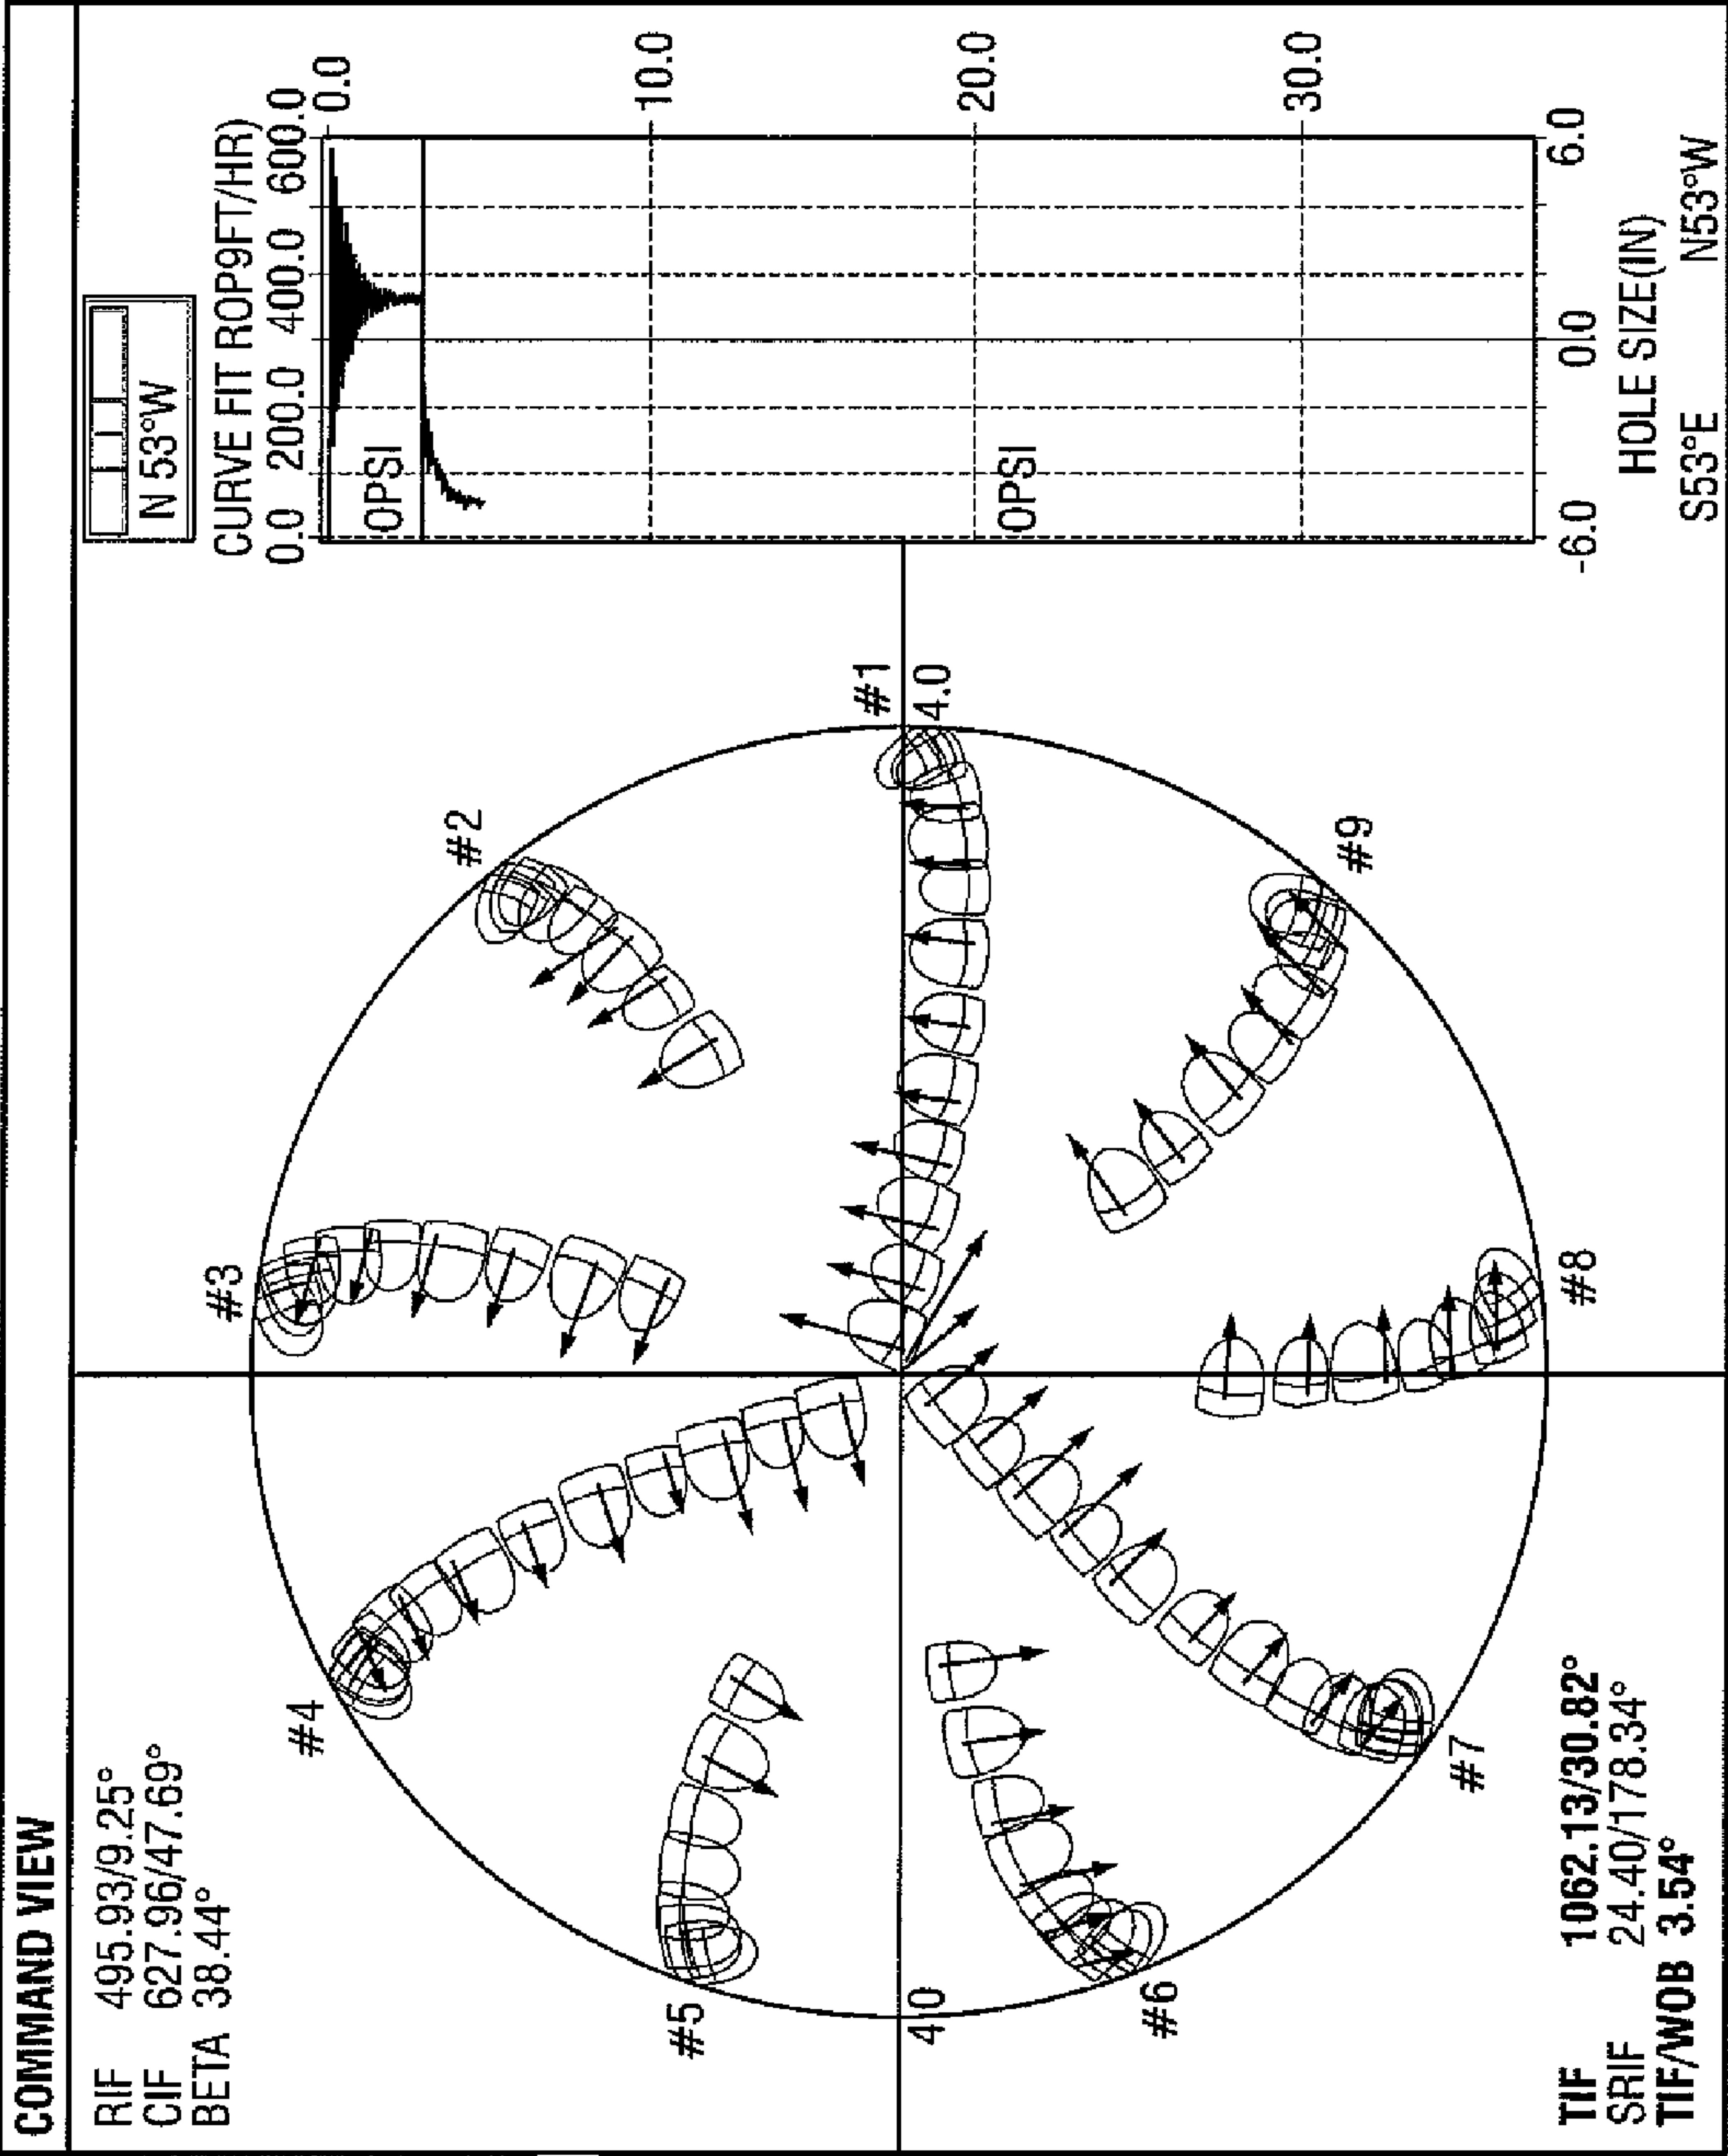 COMMAND VIEW
RIF 495.93/9.25°
CIF 627.96/47.69°
BETA 38.44°
#1
4.0
#2
#3
#4
#5
4.0
#6
#7
#8
#9
TIF 1062.13/30.82°
SRIF 24.40/178.34°
TIF/WOB 3.54°
N 53°W
CURVE FIT ROP9FT/HR)
0.0 200.0 400.0 600.0
0.0
OPSI
10.0
20.0
OPSI
30.0
-6.0 0.0 6.0
HOLE SIZE(IN)
S53°E N53°W